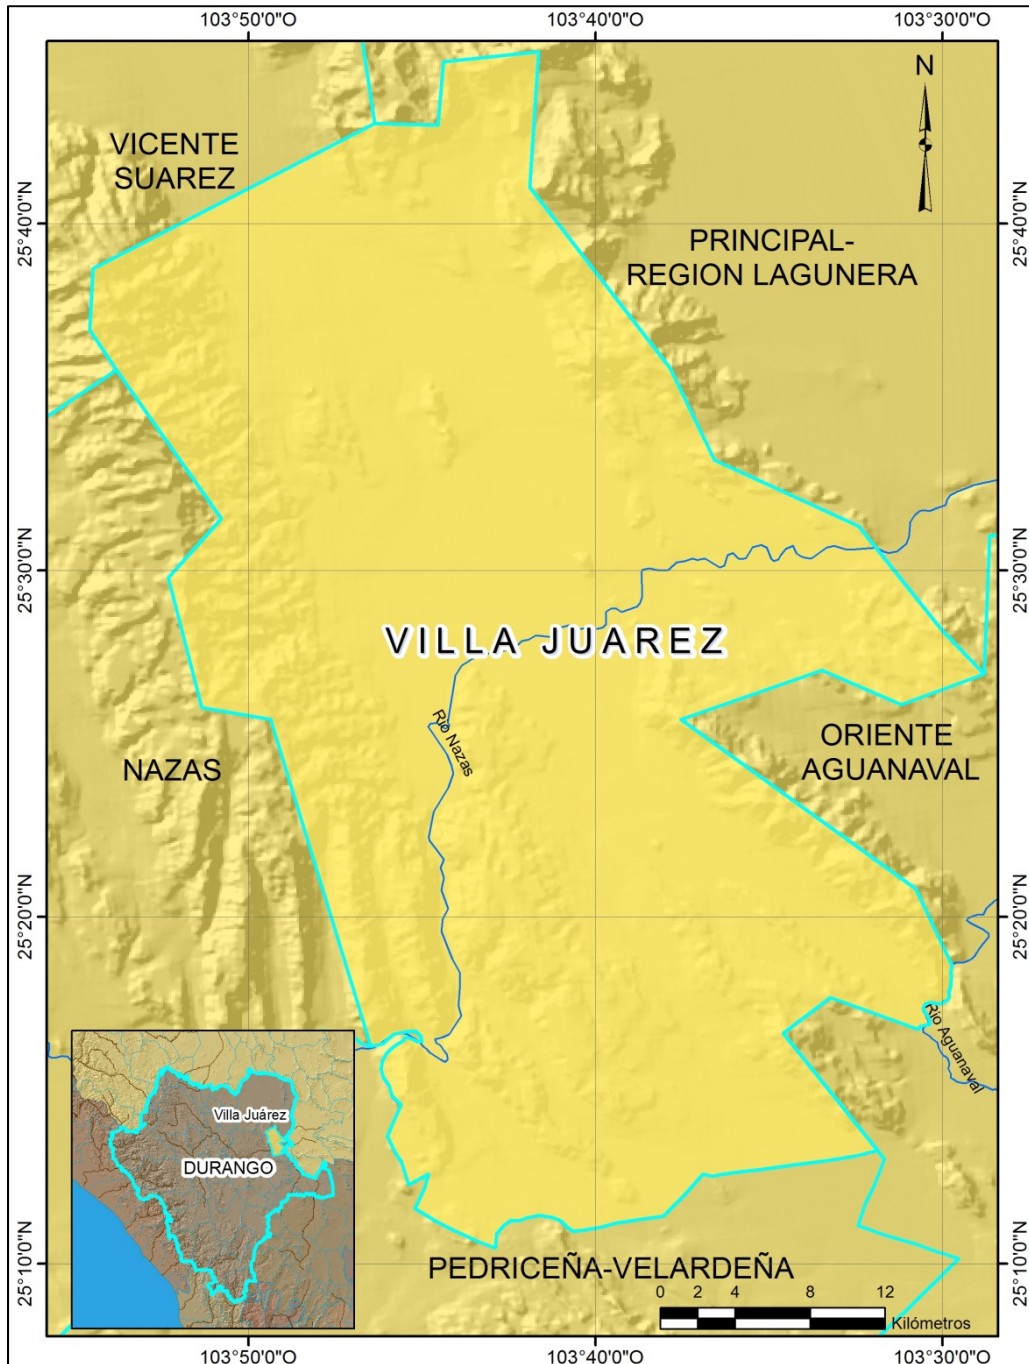 103°50'0"O
103°40'0"O
103°30'0"O
N
VICENTE
SUAREZ
25°40'0"N
25°40'0"N
PRINCIPAL-
REGION LAGUNERA
25°30'0"N
25°30'0"N
VILLA JUAREZ
Rio Nazas
NAZAS
ORIENTE
AGUANAVAL
25°20'0"N
25°20'0"N
Rio Aguanaval
Villa Juárez
DURANGO
25°10'0"N
25°10'0"N
PEDRICEÑA-VELARDEÑA
0 2 4 8 12
Kilómetros
103°50'0"O
103°40'0"O
103°30'0"O